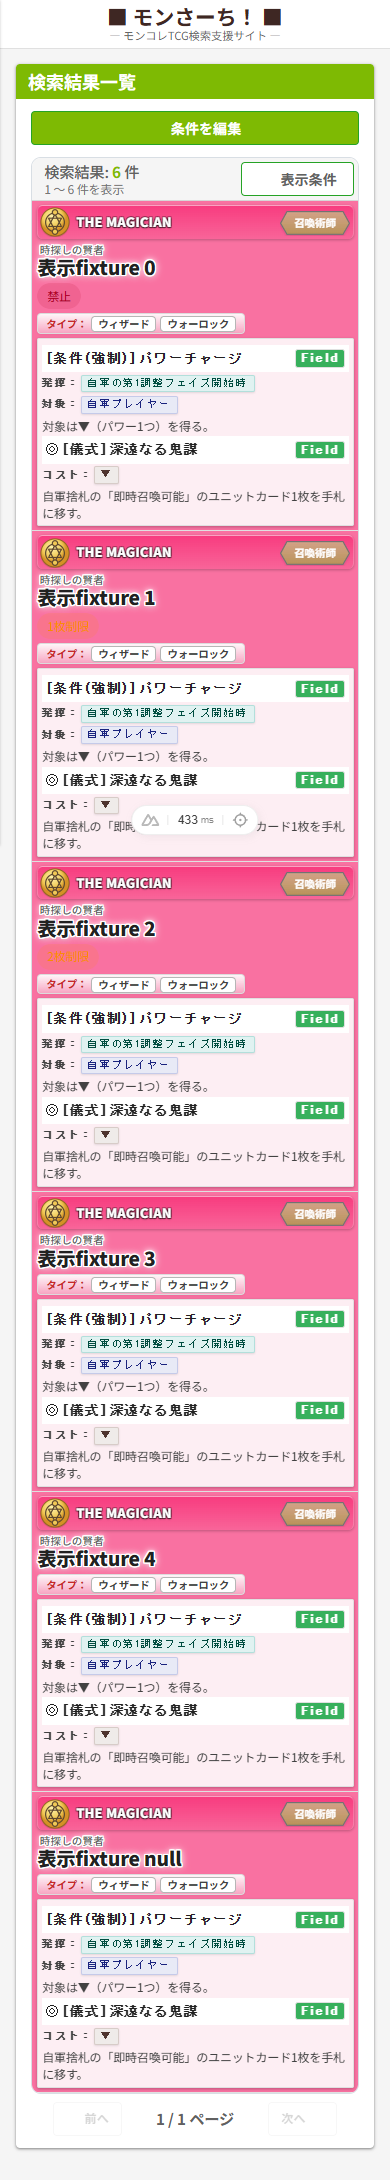 モンさーち！
モンコレTCG検索支援サイト
検索結果一覧
条件を編集
検索結果: 6 件
1 ～ 6 件を表示
表示条件
THE MAGICIAN
召喚術師
時探しの賢者
表示fixture 0
禁止
タイプ： ウィザード ウォーロック
[条件(強制)] パワーチャージ Field
発揮： 自軍の第1調整フェイズ開始時
対象： 自軍プレイヤー
対象は▼（パワー1つ）を得る。
◎ [儀式] 深遠なる鬼謀 Field
コスト： ▼
自軍捨札の「即時召喚可能」のユニットカード1枚を手札
に移す。
THE MAGICIAN
召喚術師
時探しの賢者
表示fixture 1
タイプ： ウィザード ウォーロック
[条件(強制)] パワーチャージ Field
発揮： 自軍の第1調整フェイズ開始時
対象： 自軍プレイヤー
対象は▼（パワー1つ）を得る。
◎ [儀式] 深遠なる鬼謀 Field
コスト： ▼
433 ms
自軍捨札の「即時 カード1枚を手札
に移す。
THE MAGICIAN
召喚術師
時探しの賢者
表示fixture 2
タイプ： ウィザード ウォーロック
[条件(強制)] パワーチャージ Field
発揮： 自軍の第1調整フェイズ開始時
対象： 自軍プレイヤー
対象は▼（パワー1つ）を得る。
◎ [儀式] 深遠なる鬼謀 Field
コスト： ▼
自軍捨札の「即時召喚可能」のユニットカード1枚を手札
に移す。
THE MAGICIAN
召喚術師
時探しの賢者
表示fixture 3
タイプ： ウィザード ウォーロック
[条件(強制)] パワーチャージ Field
発揮： 自軍の第1調整フェイズ開始時
対象： 自軍プレイヤー
対象は▼（パワー1つ）を得る。
◎ [儀式] 深遠なる鬼謀 Field
コスト： ▼
自軍捨札の「即時召喚可能」のユニットカード1枚を手札
に移す。
THE MAGICIAN
召喚術師
時探しの賢者
表示fixture 4
タイプ： ウィザード ウォーロック
[条件(強制)] パワーチャージ Field
発揮： 自軍の第1調整フェイズ開始時
対象： 自軍プレイヤー
対象は▼（パワー1つ）を得る。
◎ [儀式] 深遠なる鬼謀 Field
コスト： ▼
自軍捨札の「即時召喚可能」のユニットカード1枚を手札
に移す。
THE MAGICIAN
召喚術師
時探しの賢者
表示fixture null
タイプ： ウィザード ウォーロック
[条件(強制)] パワーチャージ Field
発揮： 自軍の第1調整フェイズ開始時
対象： 自軍プレイヤー
対象は▼（パワー1つ）を得る。
◎ [儀式] 深遠なる鬼謀 Field
コスト： ▼
自軍捨札の「即時召喚可能」のユニットカード1枚を手札
に移す。
前へ 1 / 1 ページ 次へ